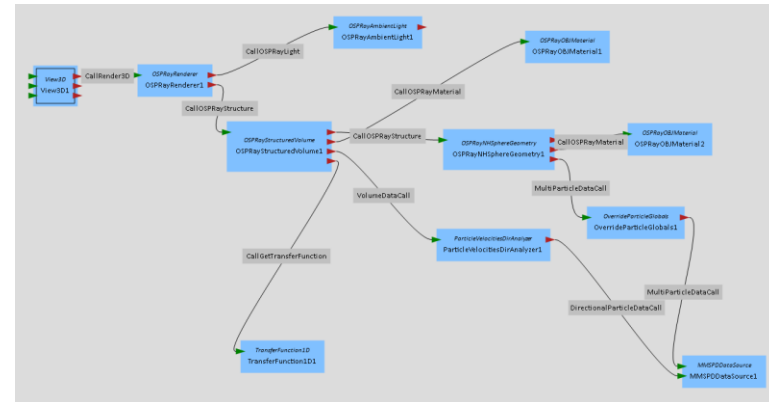 OSPRayAmbientLight
OSPRayAmbientLight1
CallOSPRayLight
OSPRayOBJMaterial
OSPRayOBJMaterial1
View3D
View3D1
CallRender3D
OSPRayRenderer
OSPRayRenderer1
CallOSPRayMaterial
CallOSPRayStructure
OSPRayStructuredVolume
OSPRayStructuredVolume1
CallOSPRayStructure
OSPRayNHSphereGeometry
OSPRayNHSphereGeometry1
CallOSPRayMaterial
OSPRayOBJMaterial
OSPRayOBJMaterial2
MultiParticleDataCall
VolumeDataCall
OverrideParticleGlobals
OverrideParticleGlobals1
ParticleVelocitiesDirAnalyzer
ParticleVelocitiesDirAnalyzer1
CallGetTransferFunction
MultiParticleDataCall
DirectionalParticleDataCall
TransferFunction1D
TransferFunction1D1
MMSPDDataSource
MMSPDDataSource1